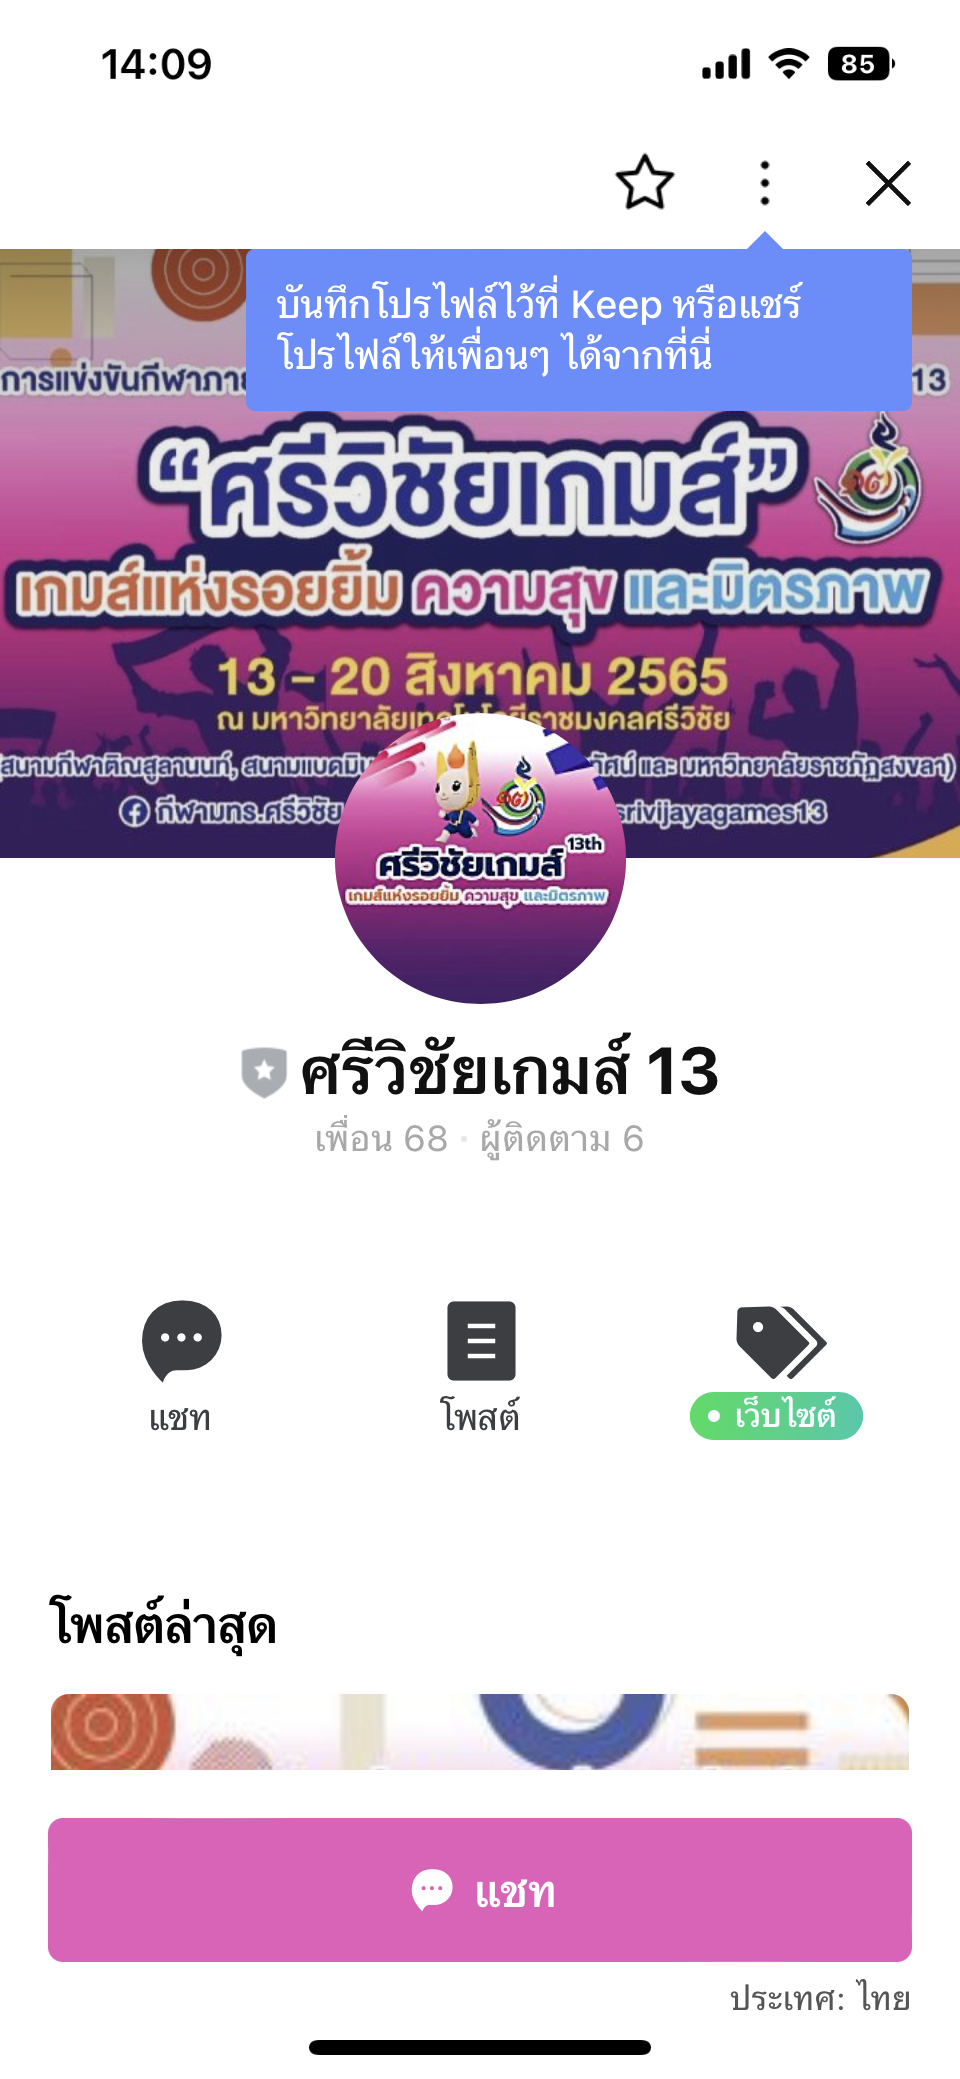 14:09
85
บันทึกโปรไฟล์ไว้ที่ Keep หรือแชร์
โปรไฟล์ให้เพื่อนๆ ได้จากที่นี่
การแข่งขันกีฬาภาย 13
“ศรีวิชัยเกมส์”
๑๓
เกมส์แห่งรอยยิ้ม ความสุข และมิตรภาพ
13 - 20 สิงหาคม 2565
ณ มหาวิทยาลัยเทคโนโลยีราชมงคลศรีวิชัย
สนามกีฬาติณสูลานนท์, สนามแบดมิน และ มหาวิทยาลัยราชภัฏสงขลา)
กีฬามทร.ศรีวิชัย srivijayagames13
ศรีวิชัยเกมส์ 13th
เกมส์แห่งรอยยิ้ม ความสุข และมิตรภาพ
ศรีวิชัยเกมส์ 13
เพื่อน 68 · ผู้ติดตาม 6
แชท
โพสต์
เว็บไซต์
โพสต์ล่าสุด
แชท
ประเทศ: ไทย